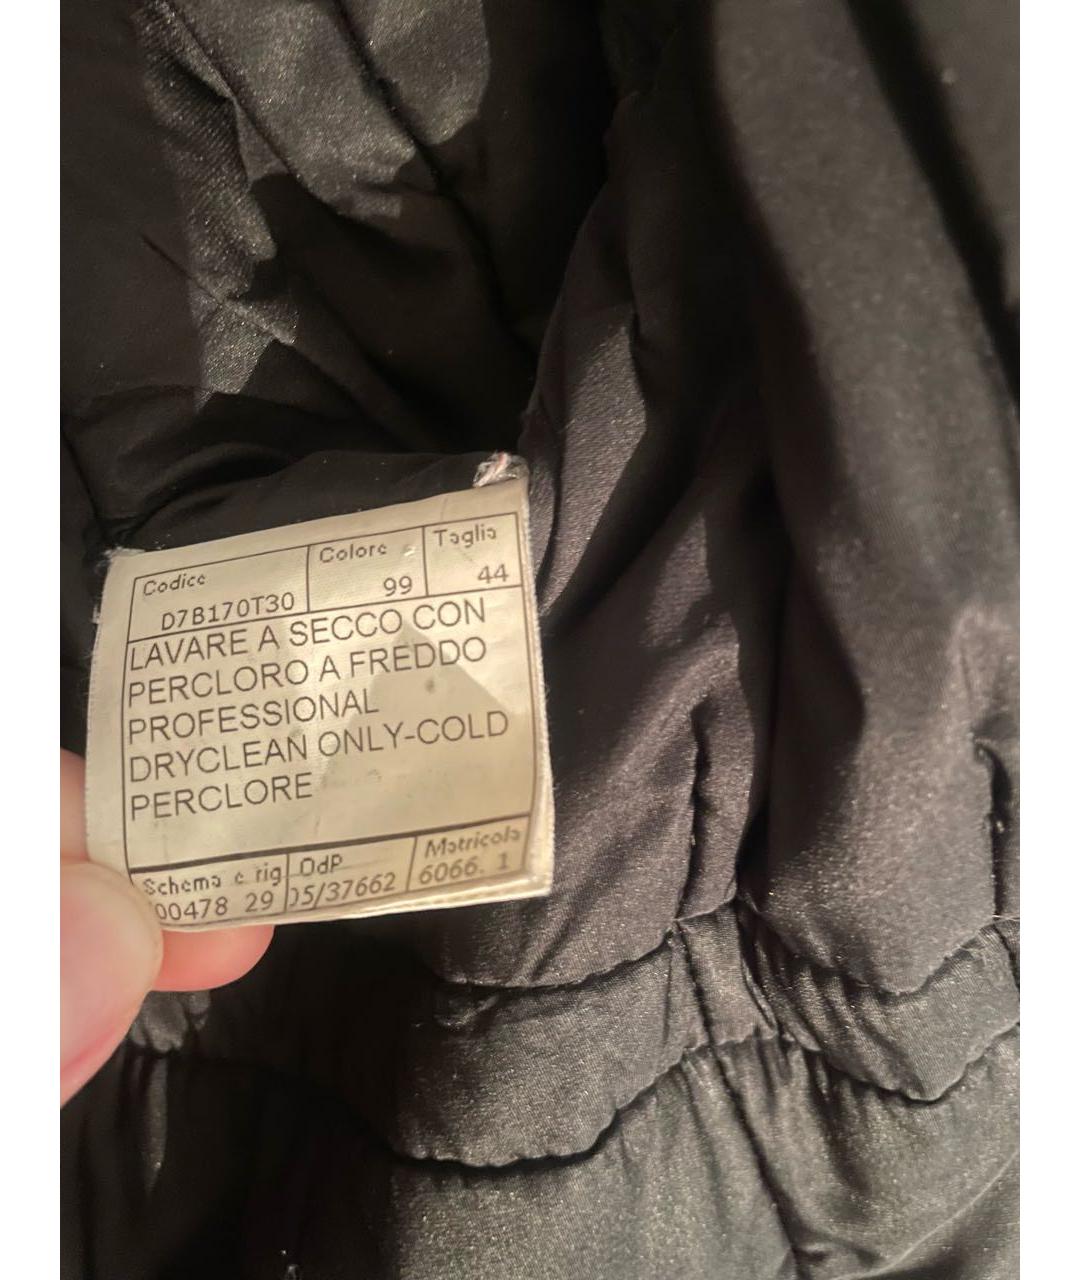 Codice Colore Taglia
D7B170T30 99 44
LAVARE A SECCO CON
PERCLORO A FREDDO
PROFESSIONAL
DRYCLEAN ONLY-COLD
PERCLORE
Schema e rig OdP Matricola
00478 29 05/37662 6066. 1